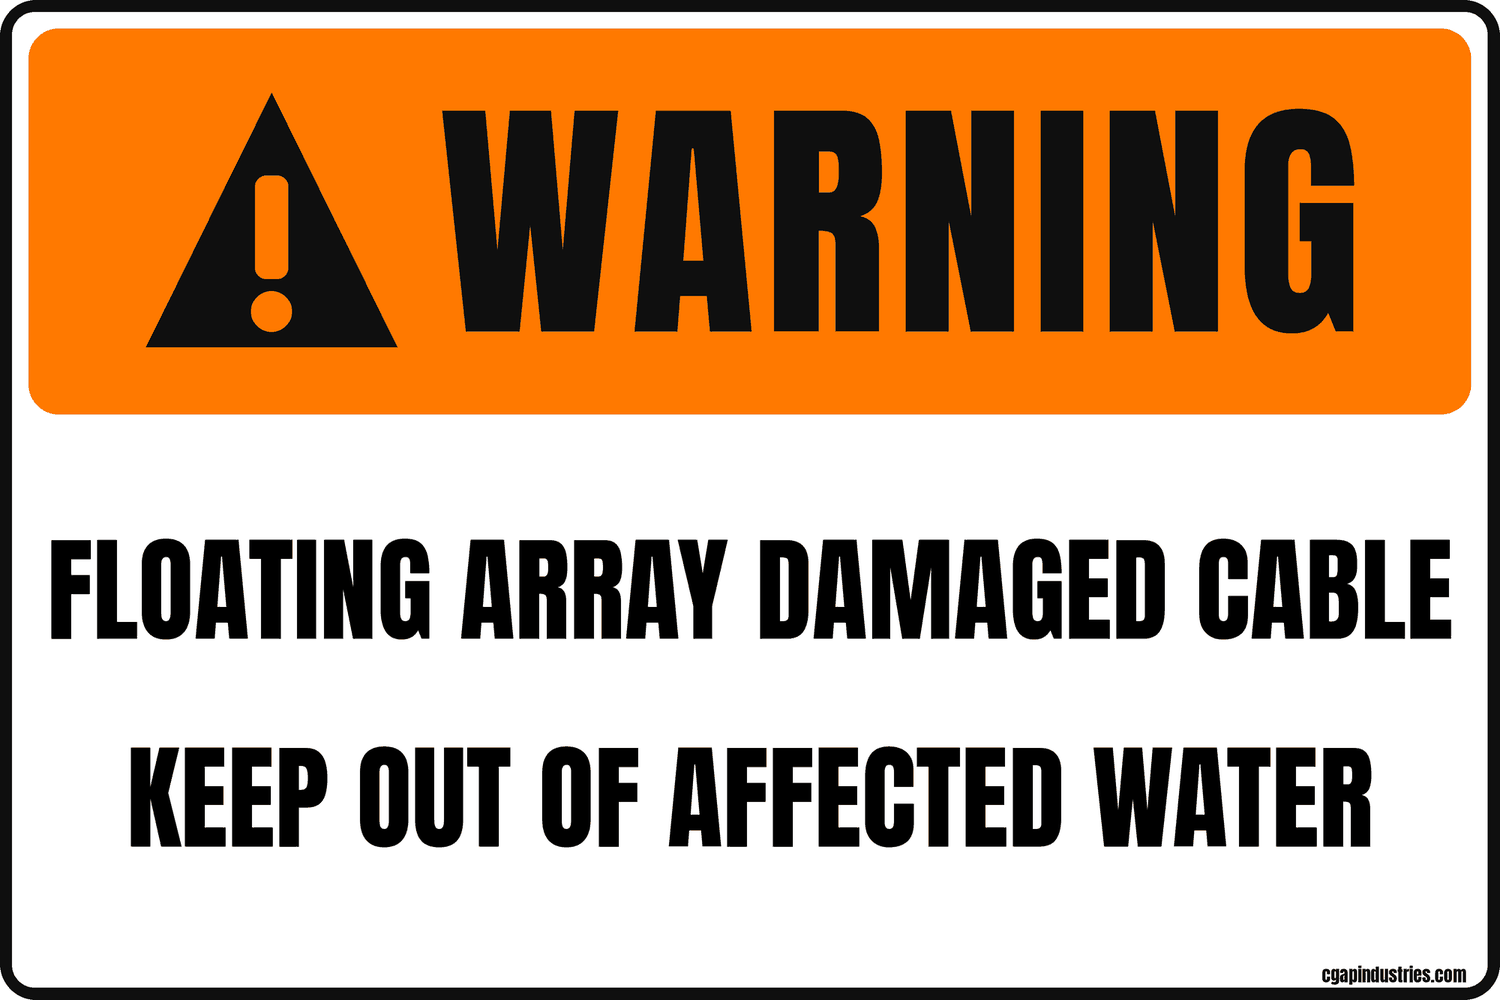 WARNING
FLOATING ARRAY DAMAGED CABLE
KEEP OUT OF AFFECTED WATER
cgapindustries.com